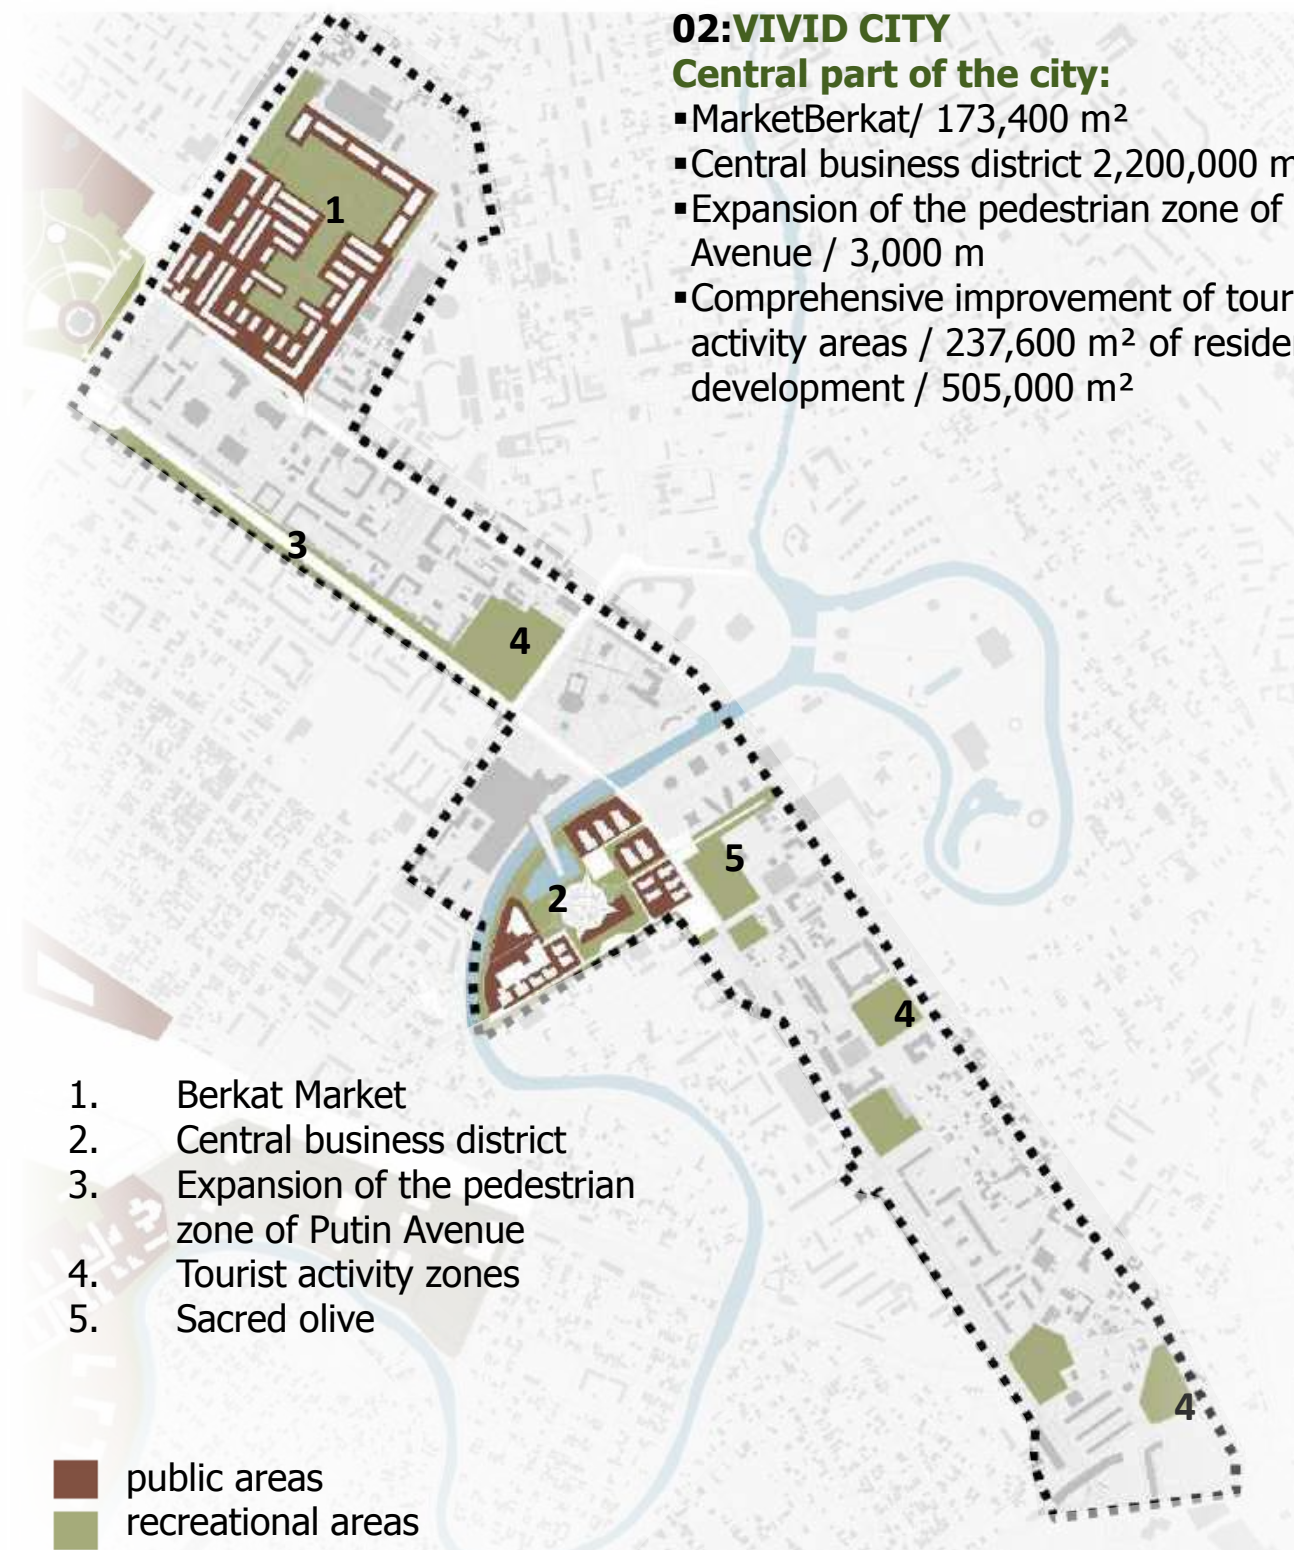 02:VIVID CITY
Central part of the city:
▪MarketBerkat/ 173,400 m²
▪Central business district 2,200,000
▪Expansion of the pedestrian zone of
Avenue / 3,000 m
▪Comprehensive improvement of
activity areas / 237,600 m² of
development / 505,000 m²
1
3
4
5
2
4
4
1. Berkat Market
2. Central business district
3. Expansion of the pedestrian
zone of Putin Avenue
4. Tourist activity zones
5. Sacred olive
public areas
recreational areas